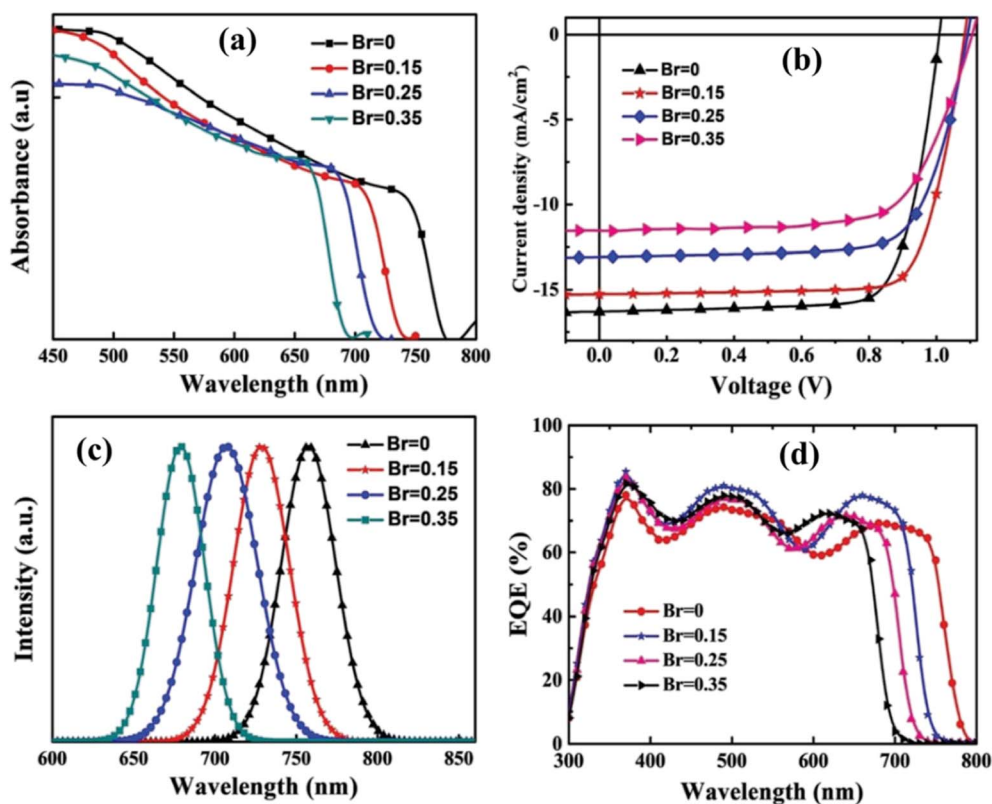 (a)
Br=0
Br=0.15
Br=0.25
Br=0.35
Absorbance (a.u)
450 500 550 600 650 700 750 800
Wavelength (nm)
(b)
Br=0
Br=0.15
Br=0.25
Br=0.35
Current density (mA/cm²)
0
-5
-10
-15
0.0 0.2 0.4 0.6 0.8 1.0
Voltage (V)
(c)
Br=0
Br=0.15
Br=0.25
Br=0.35
Intensity (a.u.)
600 650 700 750 800 850
Wavelength (nm)
(d)
Br=0
Br=0.15
Br=0.25
Br=0.35
EQE (%)
100
80
60
40
20
0
300 400 500 600 700 800
Wavelength (nm)